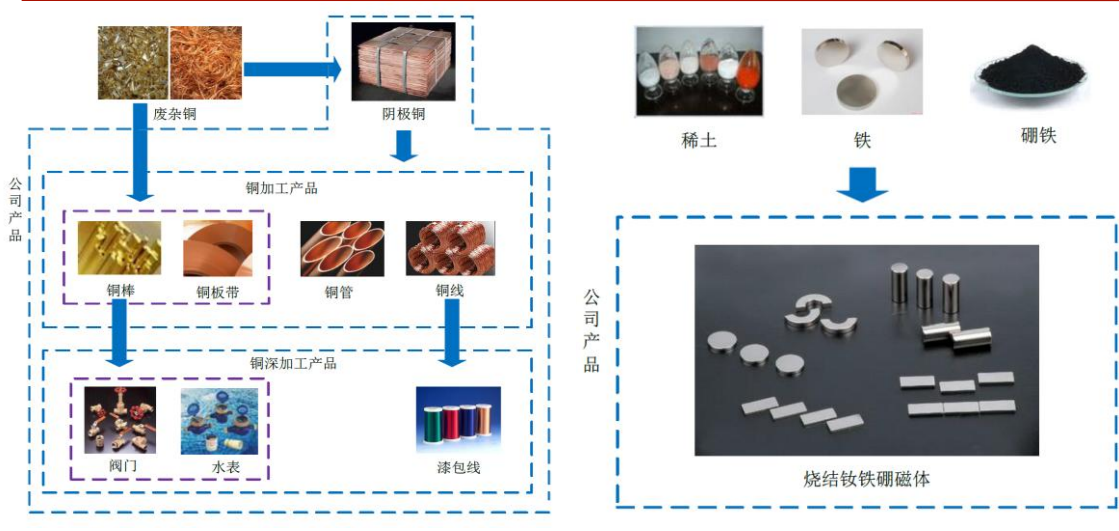 废杂铜
阴极铜
公司产品
铜加工产品
铜棒
铜板带
铜管
铜线
铜深加工产品
阀门
水表
漆包线
稀土
铁
硼铁
公司产品
烧结钕铁硼磁体